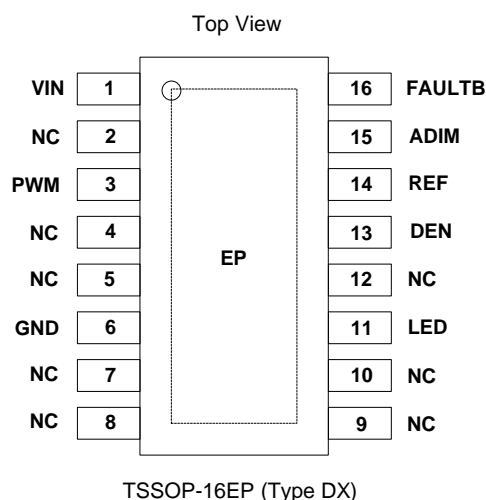 Top View
VIN 1 16 FAULTB
NC 2 15 ADIM
PWM 3 14 REF
NC 4 13 DEN
EP
NC 5 12 NC
GND 6 11 LED
NC 7 10 NC
NC 8 9 NC
TSSOP-16EP (Type DX)